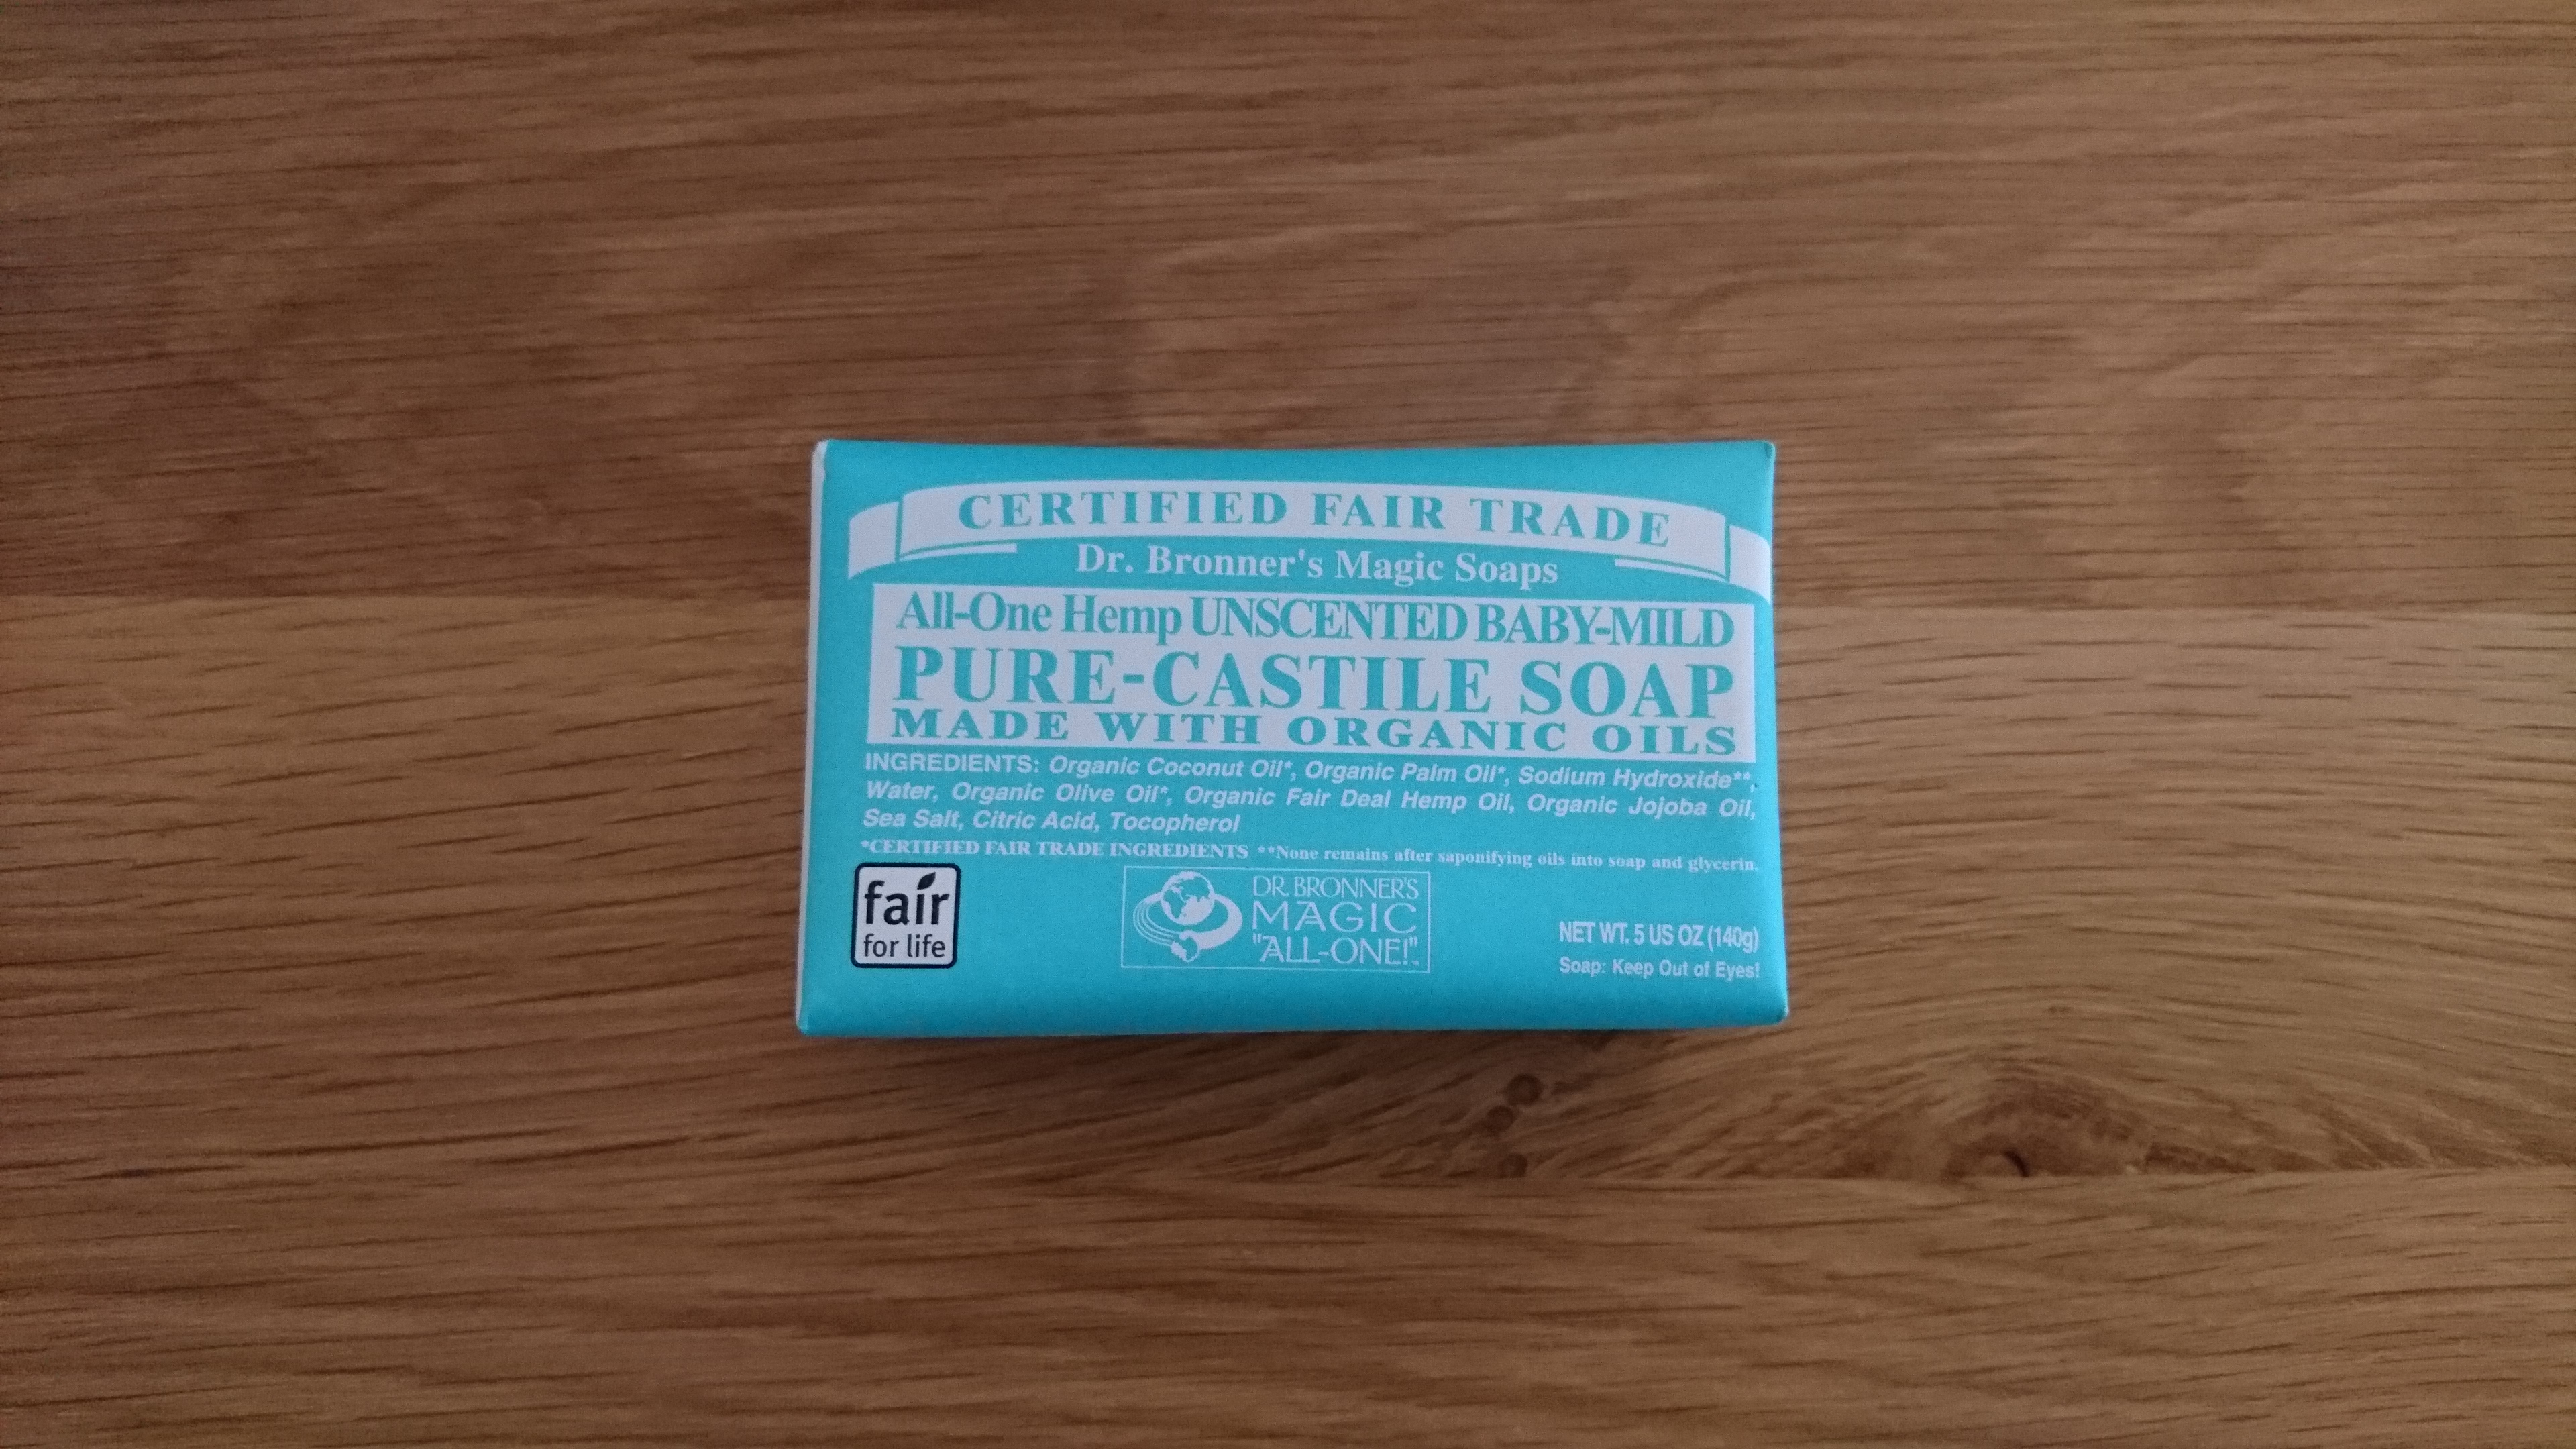 CERTIFIED FAIR TRADE
Dr. Bronner's Magic Soaps
All-One Hemp UNSCENTED BABY-MILD
PURE-CASTILE SOAP
MADE WITH ORGANIC OILS
INGREDIENTS: Organic Coconut Oil*, Organic Palm Oil*, Sodium Hydroxide**,
Water, Organic Olive Oil*, Organic Fair Deal Hemp Oil, Organic Jojoba Oil,
Sea Salt, Citric Acid, Tocopherol
*CERTIFIED FAIR TRADE INGREDIENTS **None remains after saponifying oils into soap and glycerin.
fair
for life
DR. BRONNER'S
MAGIC
"ALL-ONE!"™
NET WT. 5 US OZ (140g)
Soap: Keep Out of Eyes!